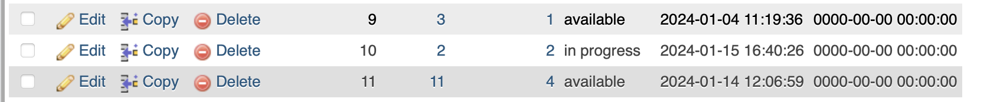 Edit Copy Delete 9 3 1 available 2024-01-04 11:19:36 0000-00-00 00:00:00
Edit Copy Delete 10 2 2 in progress 2024-01-15 16:40:26 0000-00-00 00:00:00
Edit Copy Delete 11 11 4 available 2024-01-14 12:06:59 0000-00-00 00:00:00